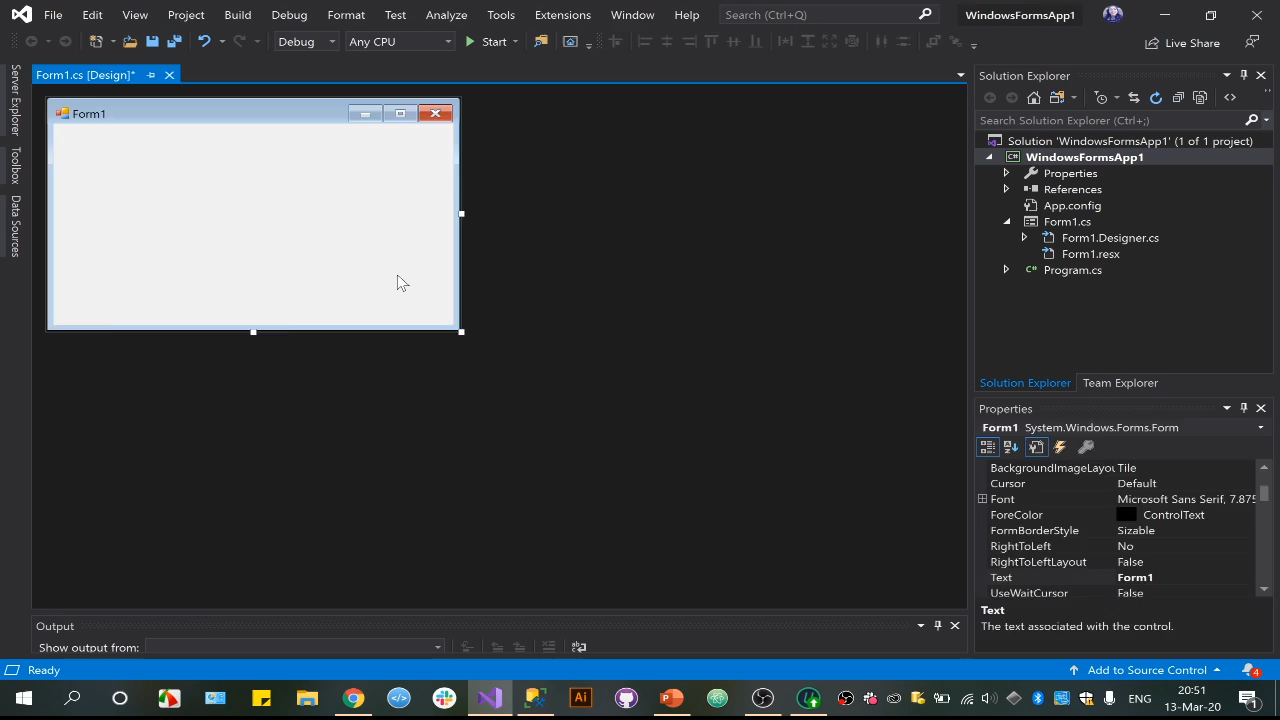 File Edit View Project Build Debug Format Test Analyze Tools Extensions Window Help Search (Ctrl+Q) WindowsFormsApp1
Debug Any CPU Start Live Share
Server Explorer
Toolbox
Data Sources
Form1.cs [Design]*
Form1
Solution Explorer
Search Solution Explorer (Ctrl+;)
Solution 'WindowsFormsApp1' (1 of 1 project)
C# WindowsFormsApp1
Properties
References
App.config
Form1.cs
Form1.Designer.cs
Form1.resx
C# Program.cs
Solution Explorer Team Explorer
Properties
Form1 System.Windows.Forms.Form
BackgroundImageLayou Tile
Cursor Default
Font Microsoft Sans Serif, 7.875
ForeColor ControlText
FormBorderStyle Sizable
RightToLeft No
RightToLeftLayout False
Text Form1
UseWaitCursor False
Text
The text associated with the control.
Output
Show output from:
Ready Add to Source Control 4
Ai ENG 20:51
13-Mar-20 1